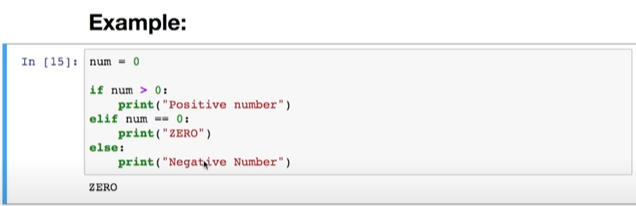 Example:
In [15]: num = 0
if num > 0:
    print("Positive number")
elif num == 0:
    print("ZERO")
else:
    print("Negative Number")
ZERO